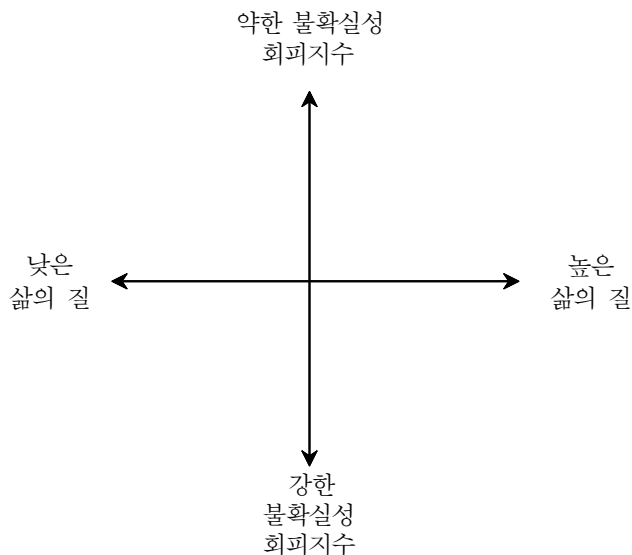 약한 불확실성
회피지수
낮은
삶의 질
높은
삶의 질
강한
불확실성
회피지수